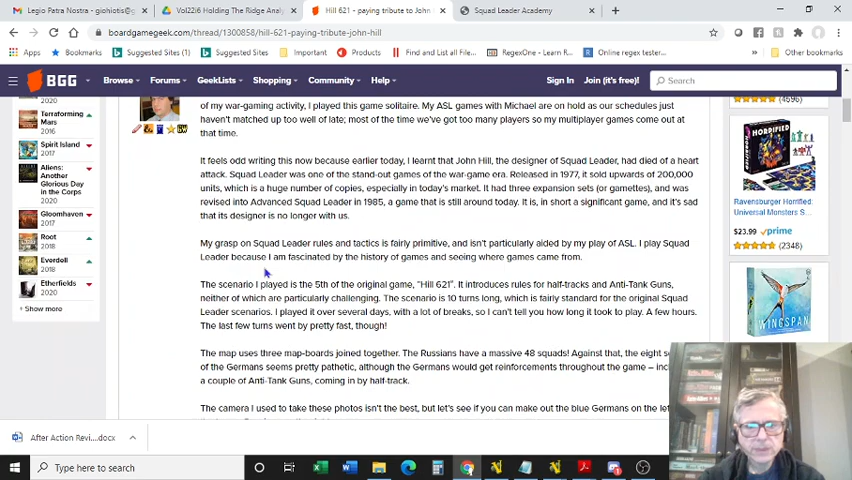 Legio Patra Nostra - giohiotis@g
Vol22i6 Holding The Ridge Analy
Hill 621 - paying tribute to John
Squad Leader Academy
boardgamegeek.com/thread/1300858/hill-621-paying-tribute-john-hill
Apps
Suggested Sites (1)
Suggested Sites
Important
Favorites
Find and List all Fi...
RegexOne - Learn R...
Online regex tester...
Other bookmarks
BGG
Browse
Forums
GeekLists
Shopping
Community
Help
Sign In
Join (it's free!)
Search
2020
Terraforming
Mars
2016
Spirit Island
2017
Aliens:
Another
Glorious Day
in the Corps
2020
Gloomhaven
2017
Root
2018
Everdell
2018
Etherfields
2020
+ Show more
of my war-gaming activity, I played this game solitaire. My ASL games with Michael are on hold as our schedules just
haven't matched up too well of late; most of the time we've got too many players so my multiplayer games come out at
that time.
It feels odd writing this now because earlier today, I learnt that John Hill, the designer of Squad Leader, had died of a heart
attack. Squad Leader was one of the stand-out games of the war-game era. Released in 1977, it sold upwards of 200,000
units, which is a huge number of copies, especially in today's market. It had three expansion sets (or gamettes), and was
revised into Advanced Squad Leader in 1985, a game that is still around today. It is, in short a significant game, and it's sad
that its designer is no longer with us.
My grasp on Squad Leader rules and tactics is fairly primitive, and isn't particularly aided by my play of ASL. I play Squad
Leader because I am fascinated by the history of games and seeing where games came from.
The scenario I played is the 5th of the original game, "Hill 621". It introduces rules for half-tracks and Anti-Tank Guns,
neither of which are particularly challenging. The scenario is 10 turns long, which is fairly standard for the original Squad
Leader scenarios. I played it over several days, with a lot of breaks, so I can't tell you how long it took to play. A few hours.
The last few turns went by pretty fast, though!
The map uses three map-boards joined together. The Russians have a massive 48 squads! Against that, the eight s
of the Germans seems pretty pathetic, although the Germans would get reinforcements throughout the game – incl
a couple of Anti-Tank Guns, coming in by half-track.
The camera I used to take these photos isn't the best, but let's see if you can make out the blue Germans on the left
(4596)
HORRIFIED
Ravensburger Horrified:
Universal Monsters S...
$23.99 prime
(2348)
WINGSPAN
After Action Revi....docx
Show all
Type here to search